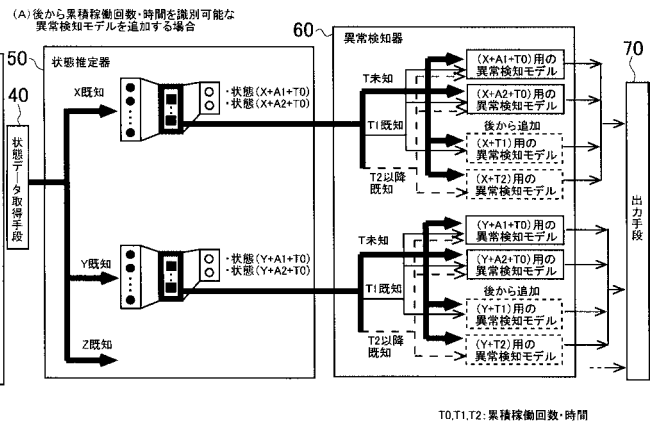 (A)後から累積稼働回数・時間を識別可能な
異常検知モデルを追加する場合
50
状態推定器
40
状態データ取得手段
X既知
・状態(X+A1+T0)
・状態(X+A2+T0)
Y既知
・状態(Y+A1+T0)
・状態(Y+A2+T0)
Z既知
60
異常検知器
T未知
T1既知
T2以降
既知
(X+A1+T0)用の
異常検知モデル
(X+A2+T0)用の
異常検知モデル
後から追加
(X+T1)用の
異常検知モデル
(X+T2)用の
異常検知モデル
T未知
T1既知
T2以降
既知
(Y+A1+T0)用の
異常検知モデル
(Y+A2+T0)用の
異常検知モデル
後から追加
(Y+T1)用の
異常検知モデル
(Y+T2)用の
異常検知モデル
70
出力手段
T0,T1,T2:累積稼働回数・時間